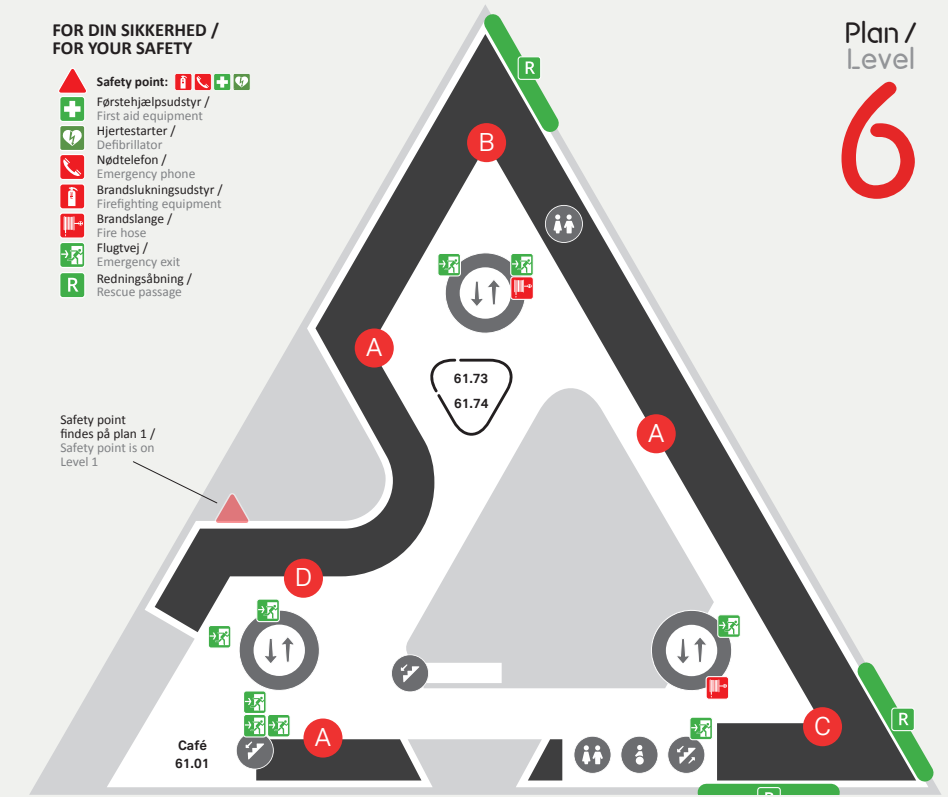 FOR DIN SIKKERHED /
FOR YOUR SAFETY
Safety point:
Førstehjælpsudstyr /
First aid equipment
Hjertestarter /
Defibrillator
Nødtelefon /
Emergency phone
Brandslukningsudstyr /
Firefighting equipment
Brandslange /
Fire hose
Flugtvej /
Emergency exit
R
Redningsåbning /
Rescue passage
Plan /
Level
6
R
B
A
61.73
61.74
A
Safety point
findes på plan 1 /
Safety point is on
Level 1
D
R
C
A
Café
61.01